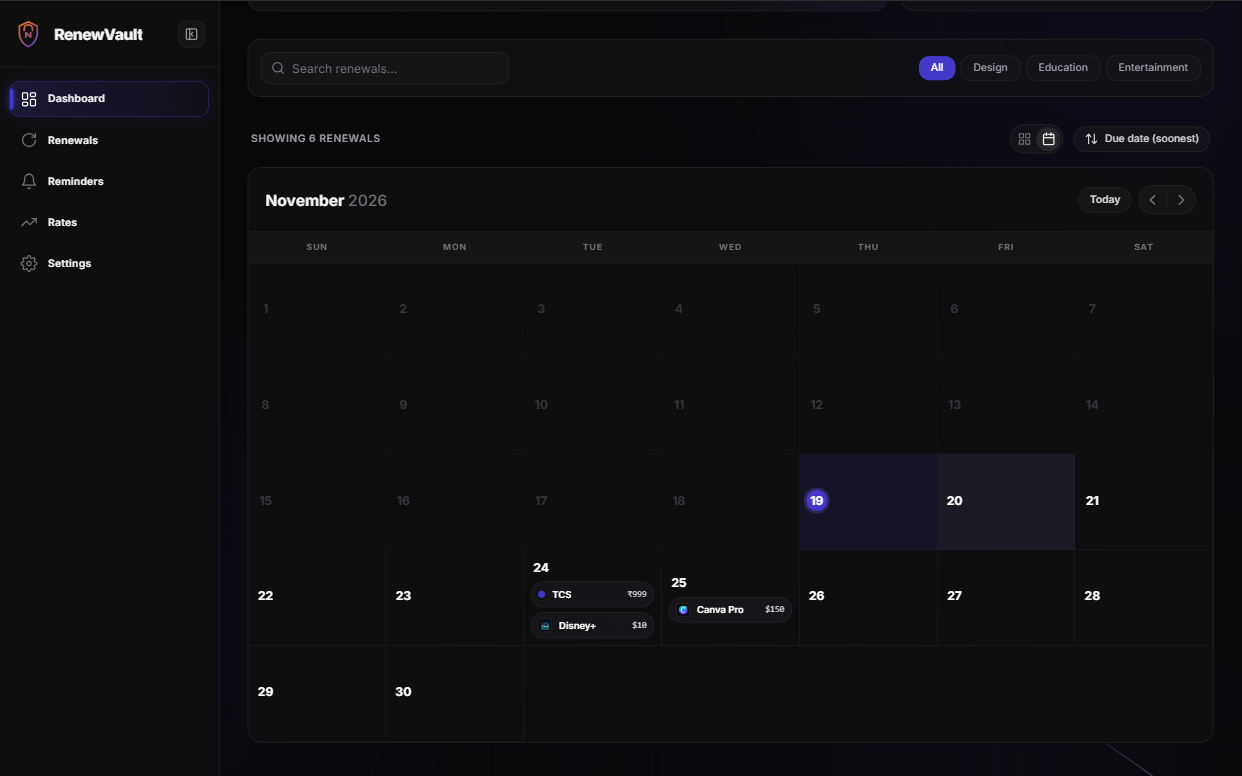 RenewVault
Dashboard
Renewals
Reminders
Rates
Settings
Search renewals...
All Design Education Entertainment
SHOWING 6 RENEWALS
Due date (soonest)
November 2026
Today
SUN MON TUE WED THU FRI SAT
1 2 3 4 5 6 7
8 9 10 11 12 13 14
15 16 17 18 19 20 21
22 23 24 25 26 27 28
TCS ₹999
Disney+ $10
Canva Pro $150
29 30